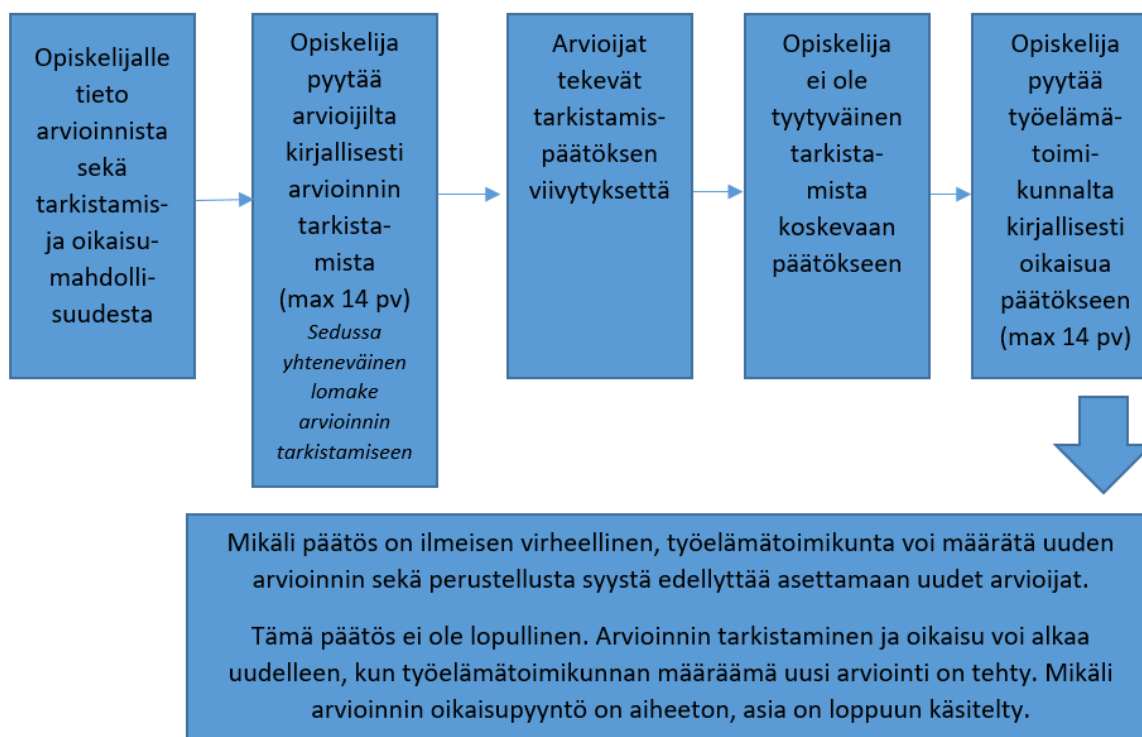 Opiskelijalle
tieto
arvioinnista
sekä
tarkistamis-
ja oikaisu-
mahdolli-
suudesta
Opiskelija
pyytää
arvioijilta
kirjallisesti
arvioinnin
tarkista-
mista
(max 14 pv)
Sedussa
yhteneväinen
lomake
arvioinnin
tarkistamiseen
Arvioijat
tekevät
tarkistamis-
päätöksen
viivytyksettä
Opiskelija
ei ole
tyytyväinen
tarkista-
mista
koskevaan
päätökseen
Opiskelija
pyytää
työelämä-
toimi-
kunnalta
kirjallisesti
oikaisua
päätökseen
(max 14 pv)
Mikäli päätös on ilmeisen virheellinen, työelämätoimikunta voi määrätä uuden
arvioinnin sekä perustellusta syystä edellyttää asettamaan uudet arvioijat.
Tämä päätös ei ole lopullinen. Arvioinnin tarkistaminen ja oikaisu voi alkaa
uudelleen, kun työelämätoimikunnan määräämä uusi arviointi on tehty. Mikäli
arvioinnin oikaisupyyntö on aiheeton, asia on loppuun käsitelty.